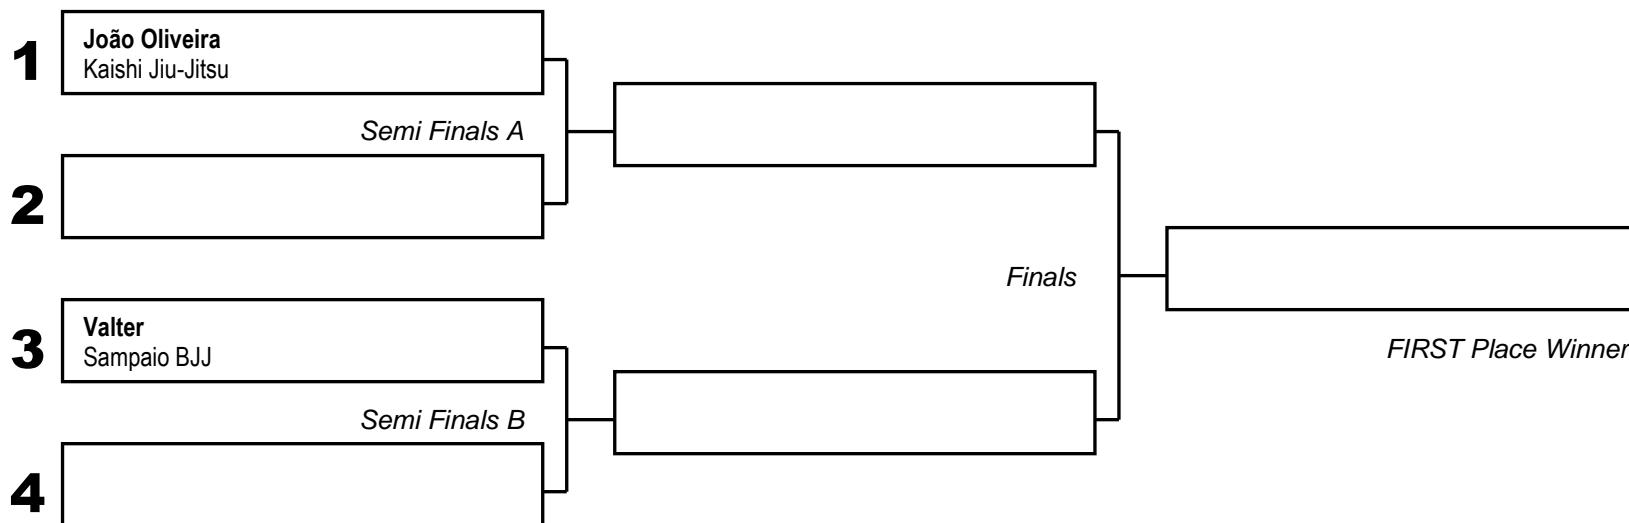 1
João Oliveira
Kaishi Jiu-Jitsu
Semi Finals A
2
Finals
3
Valter
Sampaio BJJ
FIRST Place Winner
Semi Finals B
4